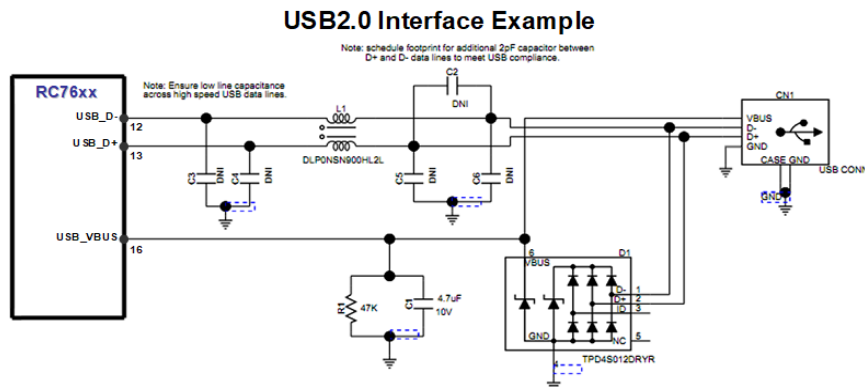 USB2.0 Interface Example
Note: schedule footprint for additional 2pF capacitor between
D+ and D- data lines to meet USB compliance.
RC76xx
Note: Ensure low line capacitance
across high speed USB data lines.
C2
DNI
L1
CN1
USB_D-
12
USB_D+
13
VBUS
D-
D+
GND
DLP0NSN900HL2L
CASE GND
USB CONN
C3
DNI
C4
DNI
C5
DNI
C6
DNI
GND
USB_VBUS
16
6
D1
VBUS
D- 1
D+ 2
ID 3
R1
47K
C1
4.7uF
10V
GND
NC 5
4
TPD4S012DRYR